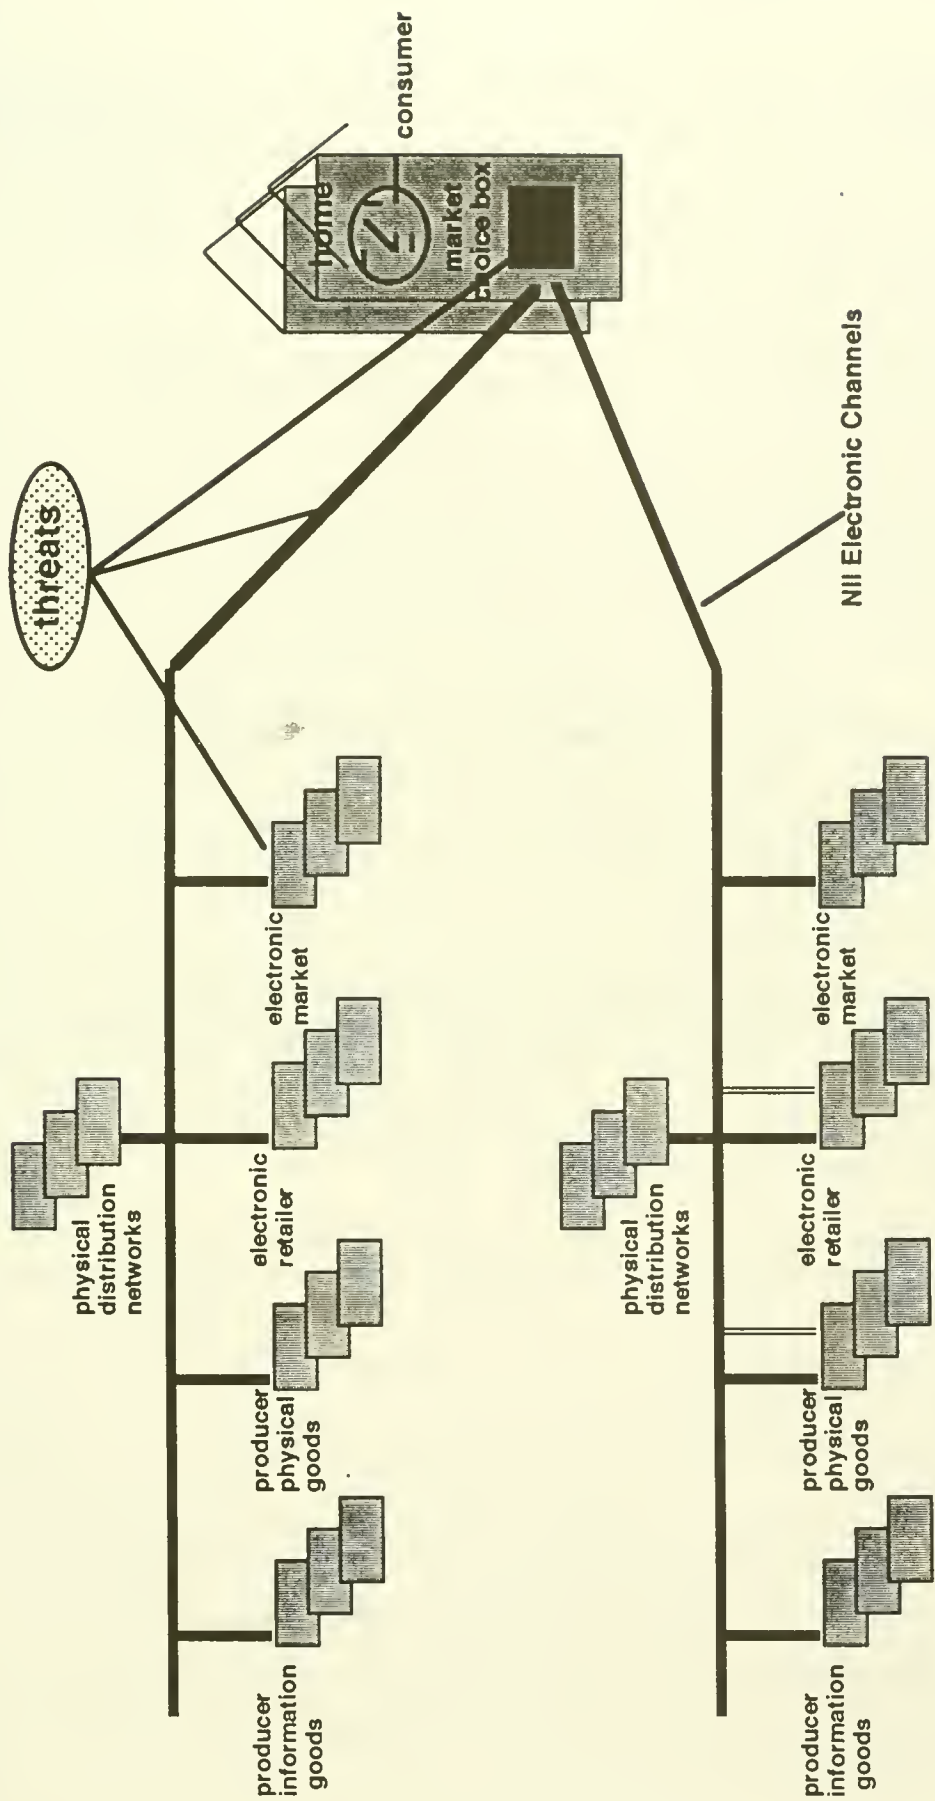 threats
home
consumer
market
choice box
NII Electronic Channels
physical
distribution
networks
producer
information
goods
producer
physical
goods
electronic
retailer
electronic
market
physical
distribution
networks
producer
information
goods
producer
physical
goods
electronic
retailer
electronic
market